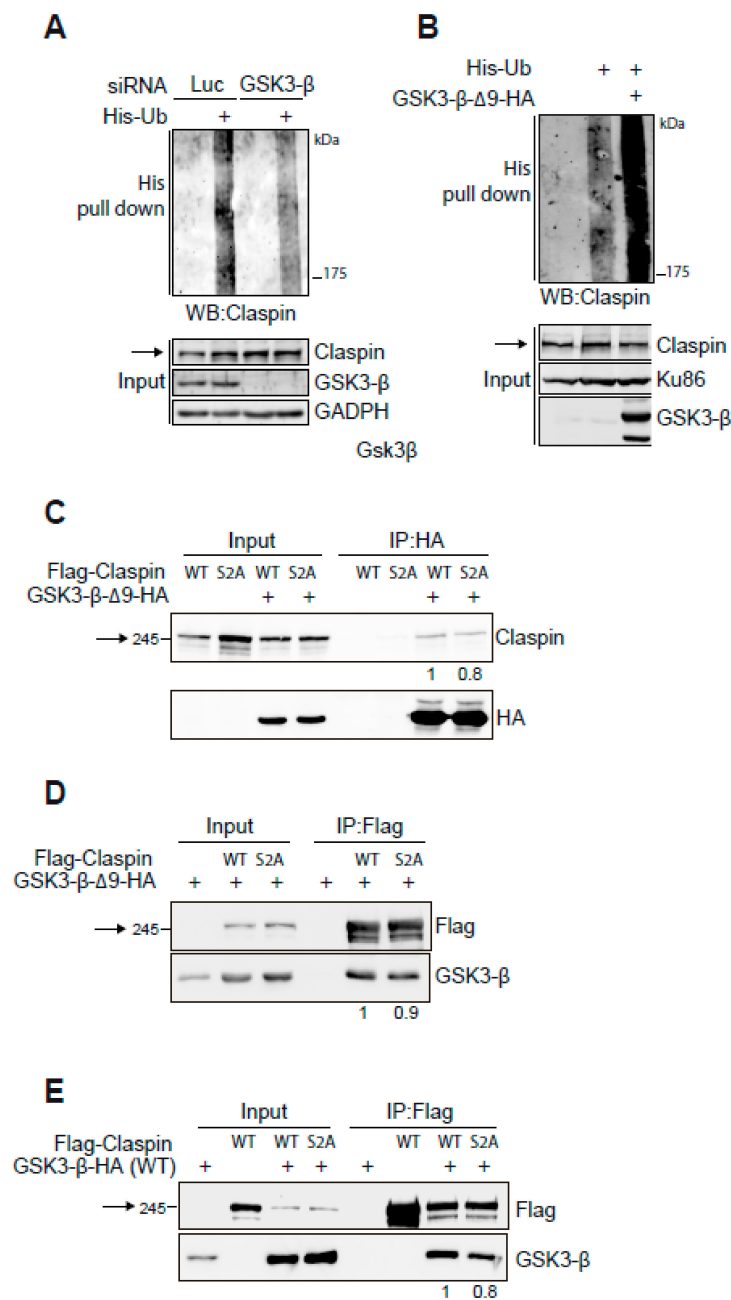 A
siRNA Luc GSK3-β
His-Ub + +
kDa
His
pull down
175
WB:Claspin
Claspin
Input GSK3-β
GADPH
Gsk3β
B
His-Ub + +
GSK3-β-Δ9-HA +
kDa
His
pull down
175
WB:Claspin
Claspin
Input Ku86
GSK3-β
C
Input IP:HA
Flag-Claspin WT S2A WT S2A WT S2A WT S2A
GSK3-β-Δ9-HA + + + +
245 Claspin
1 0.8
HA
D
Input IP:Flag
Flag-Claspin WT S2A WT S2A
GSK3-β-Δ9-HA + + + + + +
245 Flag
GSK3-β
1 0.9
E
Input IP:Flag
Flag-Claspin WT WT S2A WT WT S2A
GSK3-β-HA (WT) + + + + + +
245 Flag
GSK3-β
1 0.8